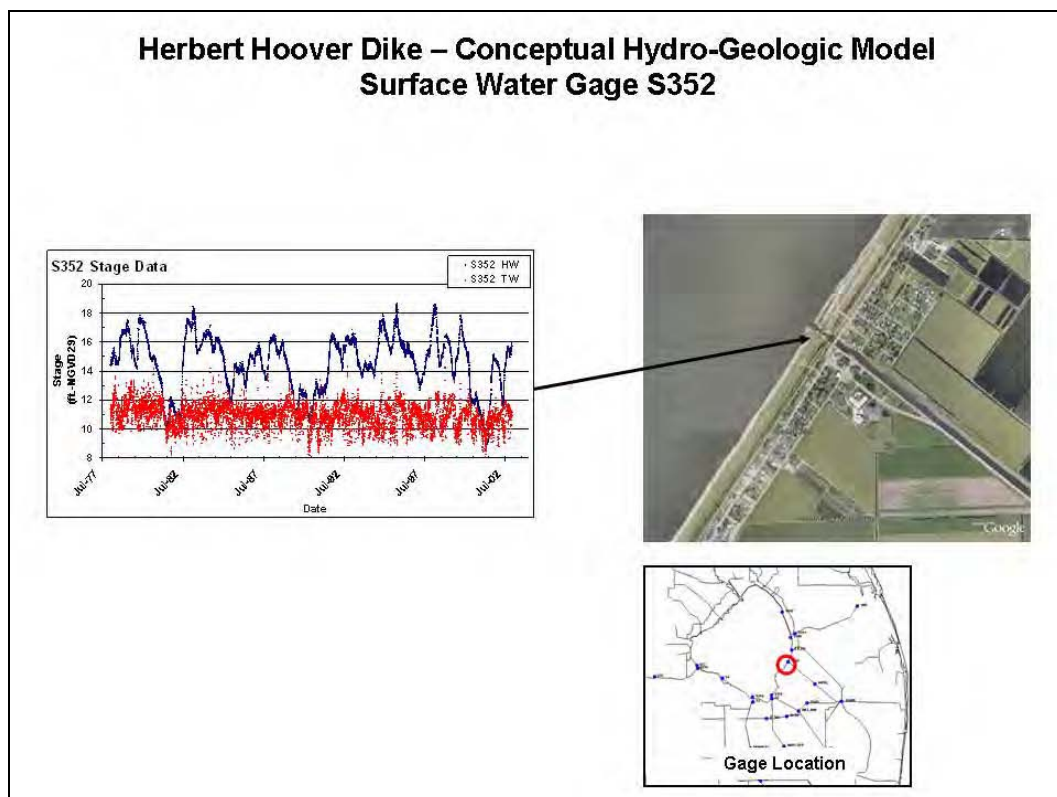 Herbert Hoover Dike – Conceptual Hydro-Geologic Model
Surface Water Gage S352
S352 Stage Data
S352 HW
S352 TW
20
18
16
14
12
10
8
Stage
(ft.-NGVD29)
Jul-77
Jul-82
Jul-87
Jul-92
Jul-97
Jul-02
Date
Google
Gage Location